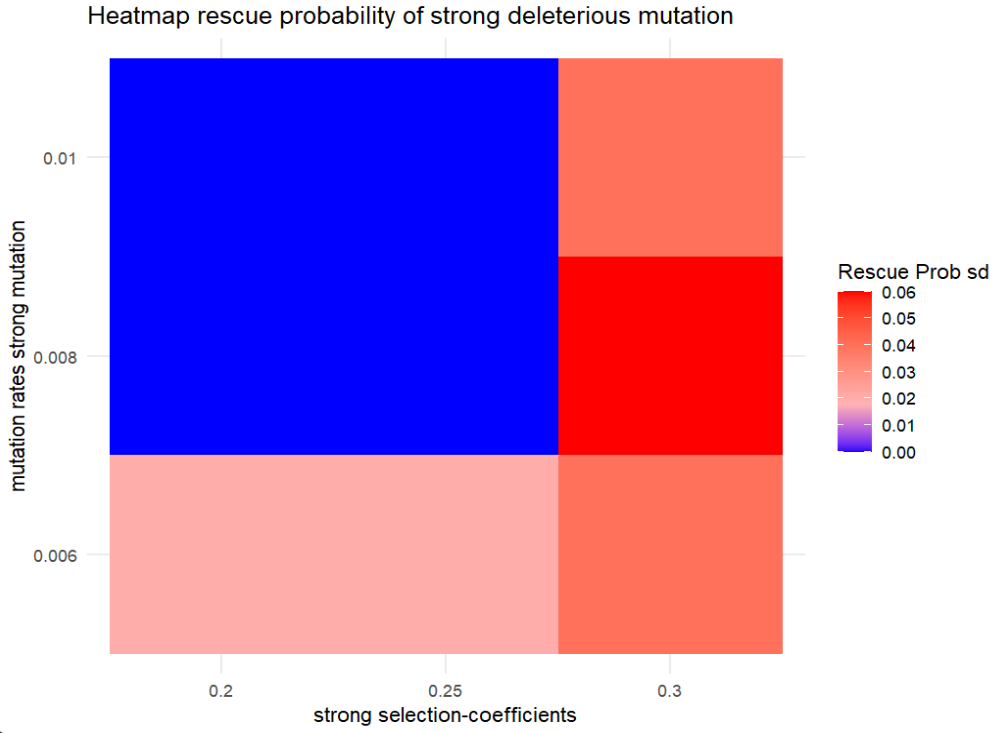 Heatmap rescue probability of strong deleterious mutation
mutation rates strong mutation
0.01
0.008
0.006
0.2 0.25 0.3
strong selection-coefficients
Rescue Prob sd
0.06
0.05
0.04
0.03
0.02
0.01
0.00